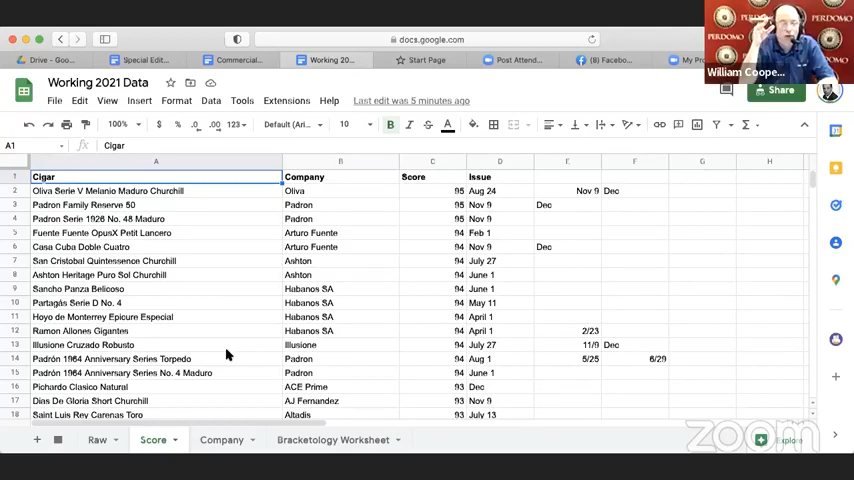 PERDOMO
PERDOMO
William Coope...
docs.google.com
Drive - Goo...
Special Edit...
Commercial...
Working 20...
Start Page
Post Attend...
(8) Facebo...
My Pro
Working 2021 Data
Share
File Edit View Insert Format Data Tools Extensions Help Last edit was 5 minutes ago
100% $ % .0 .00 123 Default (Ari... 10 B I S A
A1 fx Cigar
A B C D E F G H
1 Cigar Company Score Issue
2 Oliva Serie V Melanio Maduro Churchill Oliva 95 Aug 24 Nov 9 Dec
3 Padron Family Reserve 50 Padron 95 Nov 9 Dec
4 Padron Serie 1926 No. 48 Maduro Padron 95 Nov 9
5 Fuente Fuente OpusX Petit Lancero Arturo Fuente 94 Feb 1
6 Casa Cuba Doble Cuatro Arturo Fuente 94 Nov 9 Dec
7 San Cristobal Quintessence Churchill Ashton 94 July 27
8 Ashton Heritage Puro Sol Churchill Ashton 94 June 1
9 Sancho Panza Belicoso Habanos SA 94 June 1
10 Partagás Serie D No. 4 Habanos SA 94 May 11
11 Hoyo de Monterrey Epicure Especial Habanos SA 94 April 1
12 Ramon Allones Gigantes Habanos SA 94 April 1 2/23
13 Illusione Cruzado Robusto Illusione 94 July 27 11/9 Dec
14 Padrón 1964 Anniversary Series Torpedo Padron 94 Aug 1 5/25 6/29
15 Padrón 1964 Anniversary Series No. 4 Maduro Padron 94 June 1
16 Pichardo Clasico Natural ACE Prime 93 Dec
17 Dias De Gloria Short Churchill AJ Fernandez 93 Nov 9
18 Saint Luis Rey Carenas Toro Altadis 93 July 13
Raw Score Company Bracketology Worksheet Explore
zoom